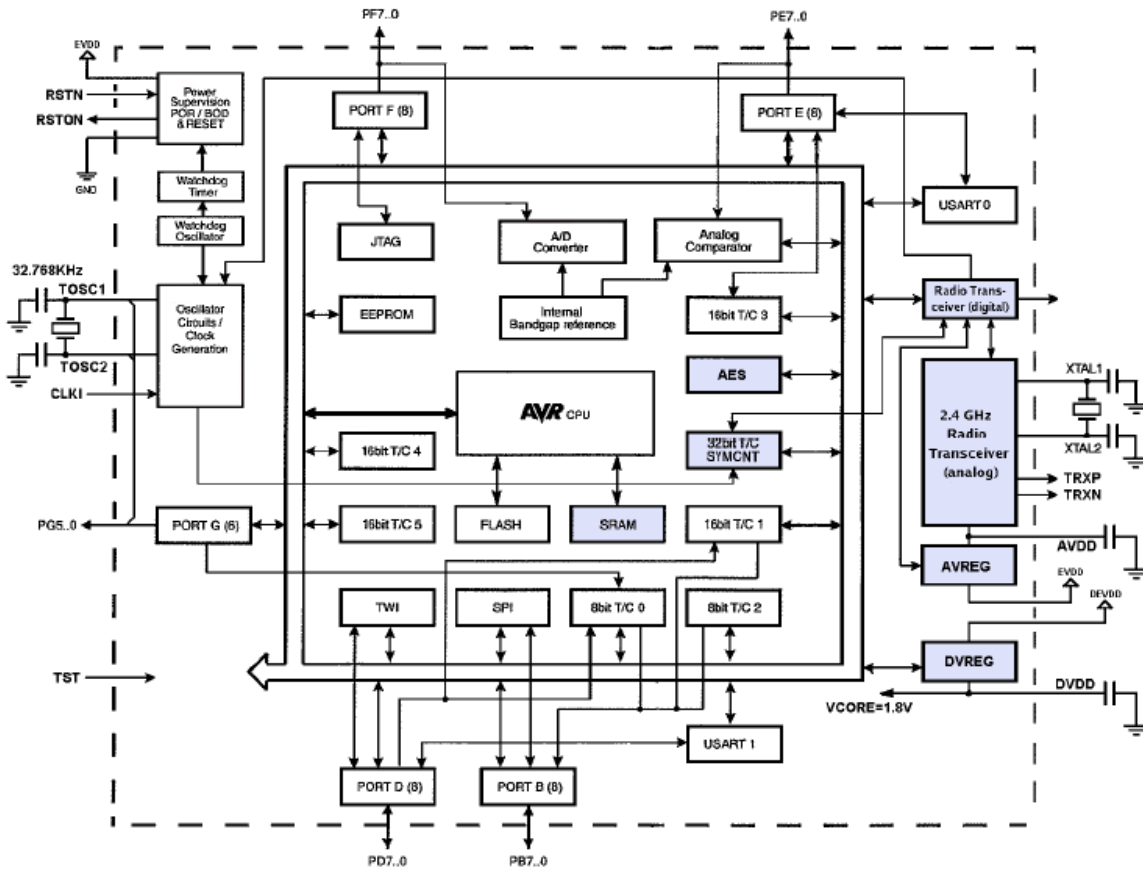 PF7..0
PE7..0
EVDD
RSTN
RSTON
GND
Power
Supervision
POR / BOD
& RESET
PORT F (8)
PORT E (8)
Watchdog
Timer
Watchdog
Oscillator
USART 0
JTAG
A/D
Converter
Analog
Comparator
32.768KHz
TOSC1
TOSC2
CLKI
Oscillator
Circuits /
Clock
Generation
EEPROM
Internal
Bandgap reference
16bit T/C 3
Radio Trans-
ceiver (digital)
AES
AVR CPU
2.4 GHz
Radio
Transceiver
(analog)
XTAL1
XTAL2
TRXP
TRXN
16bit T/C 4
32bit T/C
SYMCNT
PG5..0
PORT G (6)
16bit T/C 5
FLASH
SRAM
16bit T/C 1
AVDD
AVREG
EVDD
DEVDD
TWI
SPI
8bit T/C 0
8bit T/C 2
TST
DVREG
DVDD
VCORE=1.8V
USART 1
PORT D (8)
PORT B (8)
PD7..0
PB7..0